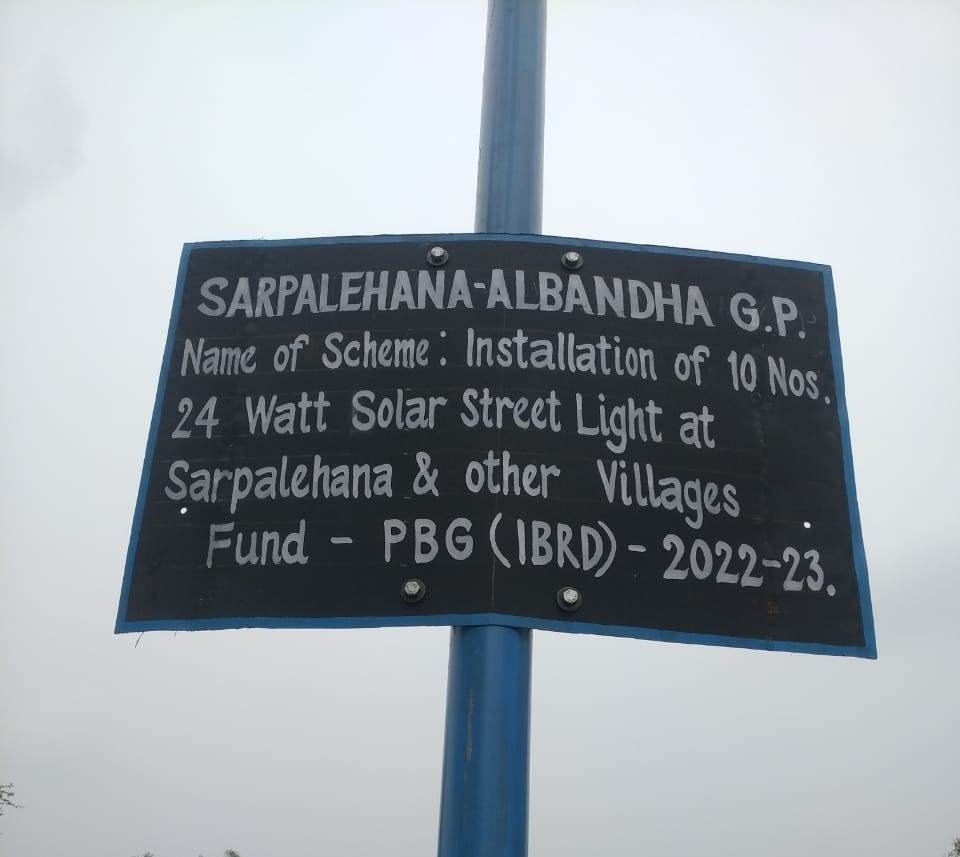 SARPALEHANA-ALBANDHA G.P.
Name of Scheme: Installation of 10 Nos.
24 Watt Solar Street Light at
Sarpalehana & other Villages
Fund - PBG (IBRD) - 2022-23.